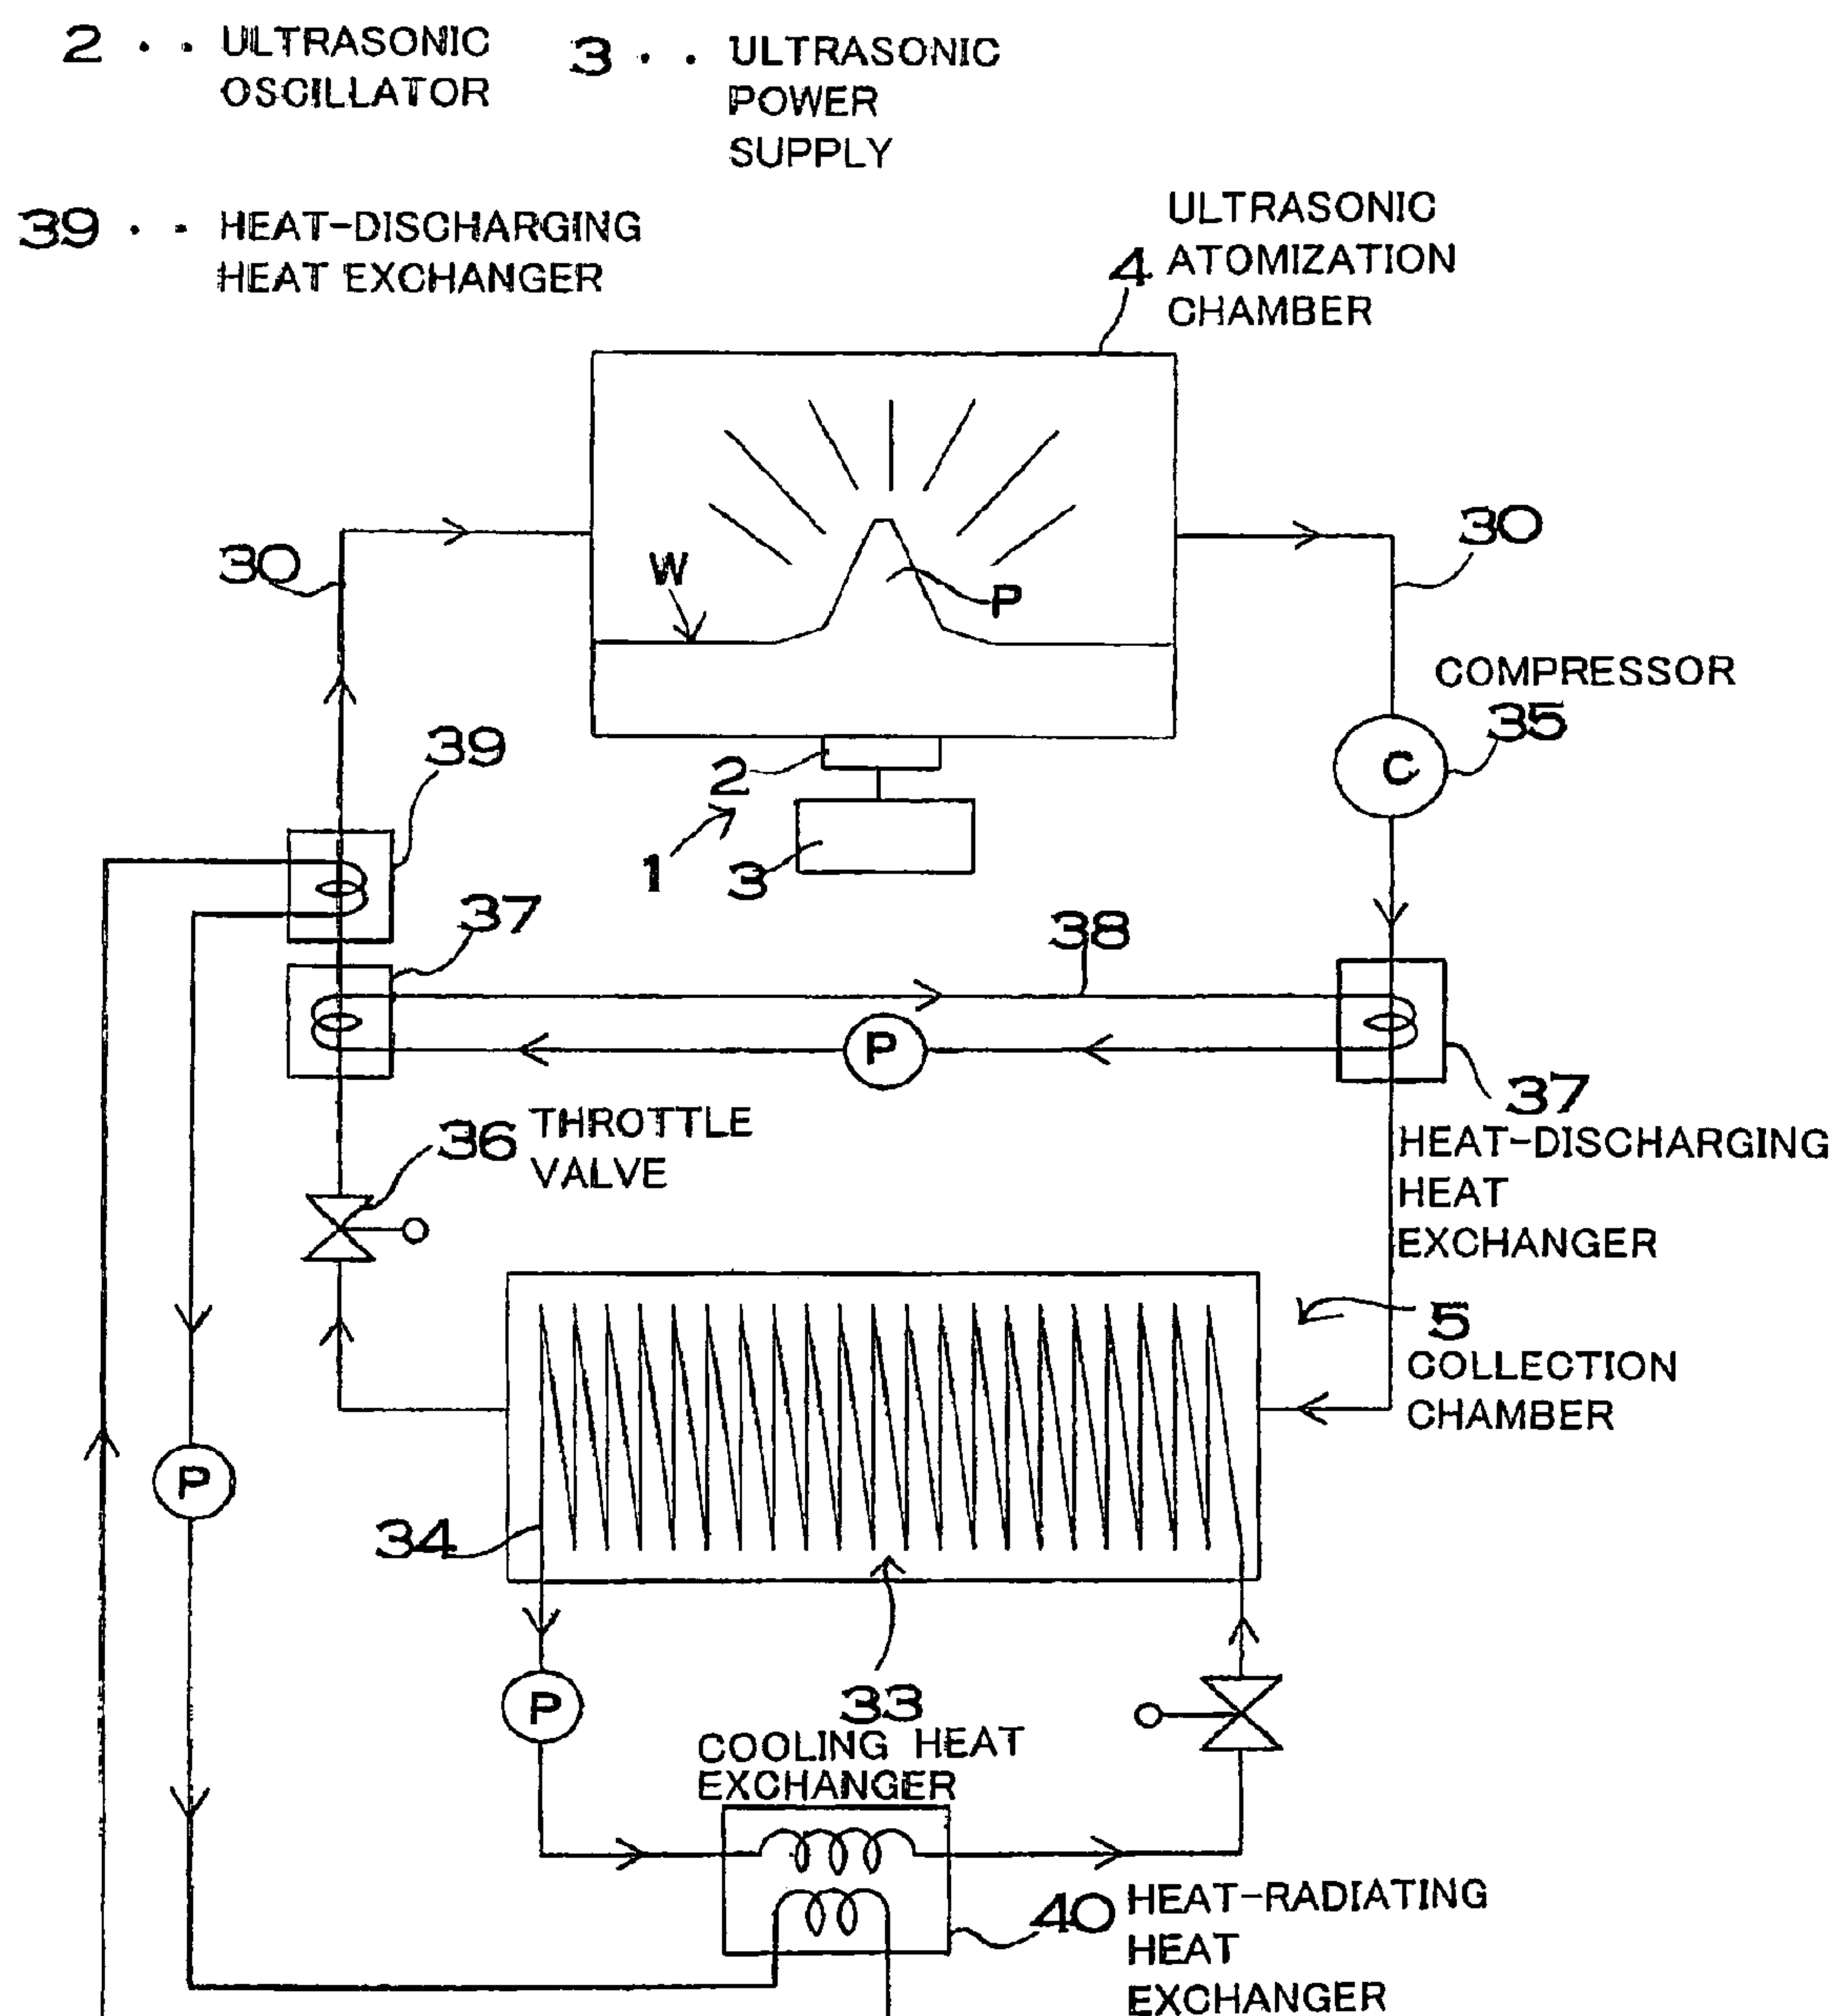 2 ‥ ULTRASONIC
OSCILLATOR
3 ‥ ULTRASONIC
POWER
SUPPLY
39 ‥ HEAT-DISCHARGING
HEAT EXCHANGER
ULTRASONIC
4 ATOMIZATION
CHAMBER
30
30
W
P
COMPRESSOR
35
C
39
2
1
3
37
38
P
37
HEAT-DISCHARGING
HEAT
EXCHANGER
36 THROTTLE
VALVE
5
COLLECTION
CHAMBER
P
34
P
33
COOLING HEAT
EXCHANGER
40 HEAT-RADIATING
HEAT
EXCHANGER